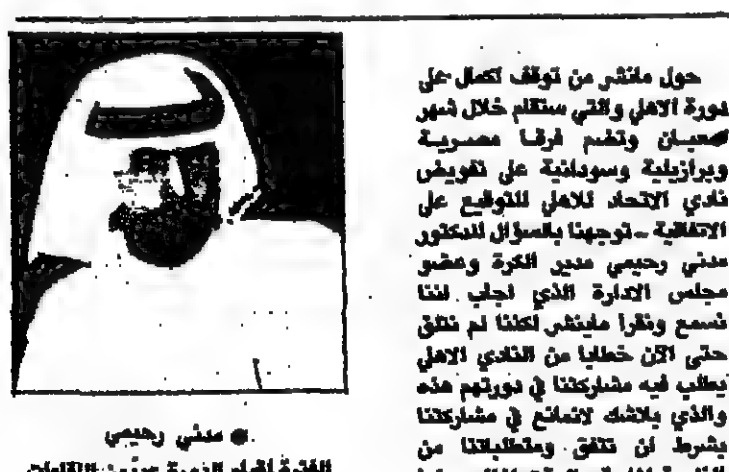 حول مانشر من توقف اكمال على
دورة الاهلي والتي ستقام خلال شهر
شعبان وتضم فرقا مصرية
وبرازيلية وسودانية على تفويض
نادي الاتحاد للاهلي للتوقيع على
الاتفاقية - توجهنا بالسؤال للدكتور
مدني رحيمي مدير الكرة وعضو
مجلس الادارة الذي اجاب اننا
نسمع ونقرأ ماينشر لكننا لم نتلق
حتى الآن خطابا من النادي الاهلي
يطلب فيه مشاركتنا في دورتهم هذه
والذي بلاشك لانمانع في مشاركتنا
بشرط ان تتفق ومتطلباتنا من
● مدني رحيمي